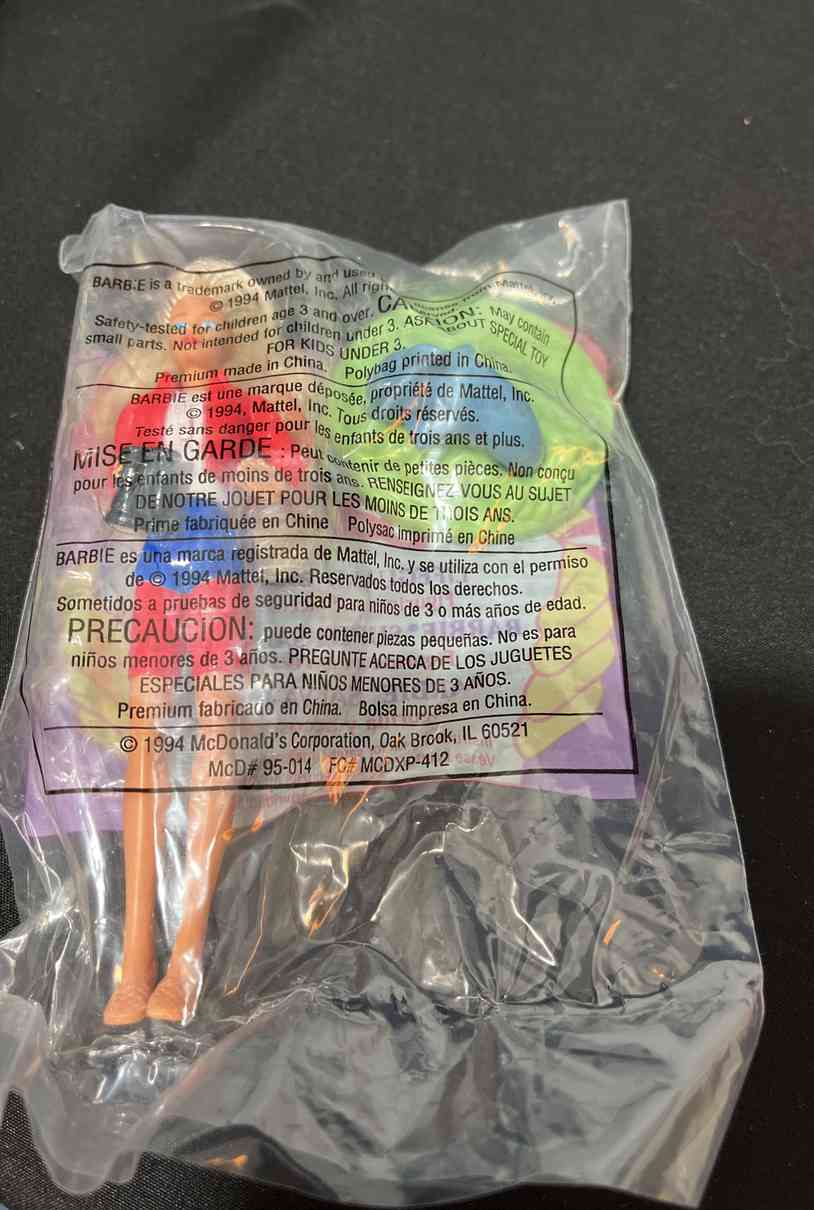 BARBIE is a trademark owned by and used
© 1994 Mattel, Inc. All righ
Safety-tested for children age 3 and over. CA ION: May contain
small parts. Not intended for children under 3. ASK BOUT SPECIAL TOY
FOR KIDS UNDER 3.
Premium made in China. Polybag printed in China.
BARBIE est une marque déposée, propriété de Mattel, Inc.
© 1994, Mattel, Inc. Tous droits réservés.
Testé sans danger pour les enfants de trois ans et plus.
MISE EN GARDE : Peut contenir de petites pièces. Non conçu
pour les enfants de moins de trois ans. RENSEIGNEZ-VOUS AU SUJET
DE NOTRE JOUET POUR LES MOINS DE TROIS ANS.
Prime fabriquée en Chine Polysac imprimé en Chine
BARBIE es una marca registrada de Mattel, Inc. y se utiliza con el permiso
de © 1994 Mattel, Inc. Reservados todos los derechos.
Sometidos a pruebas de seguridad para niños de 3 o más años de edad.
PRECAUCION: puede contener piezas pequeñas. No es para
niños menores de 3 años. PREGUNTE ACERCA DE LOS JUGUETES
ESPECIALES PARA NIÑOS MENORES DE 3 AÑOS.
Premium fabricado en China. Bolsa impresa en China.
© 1994 McDonald's Corporation, Oak Brook, IL 60521
McD# 95-014 FC# MCDXP-412